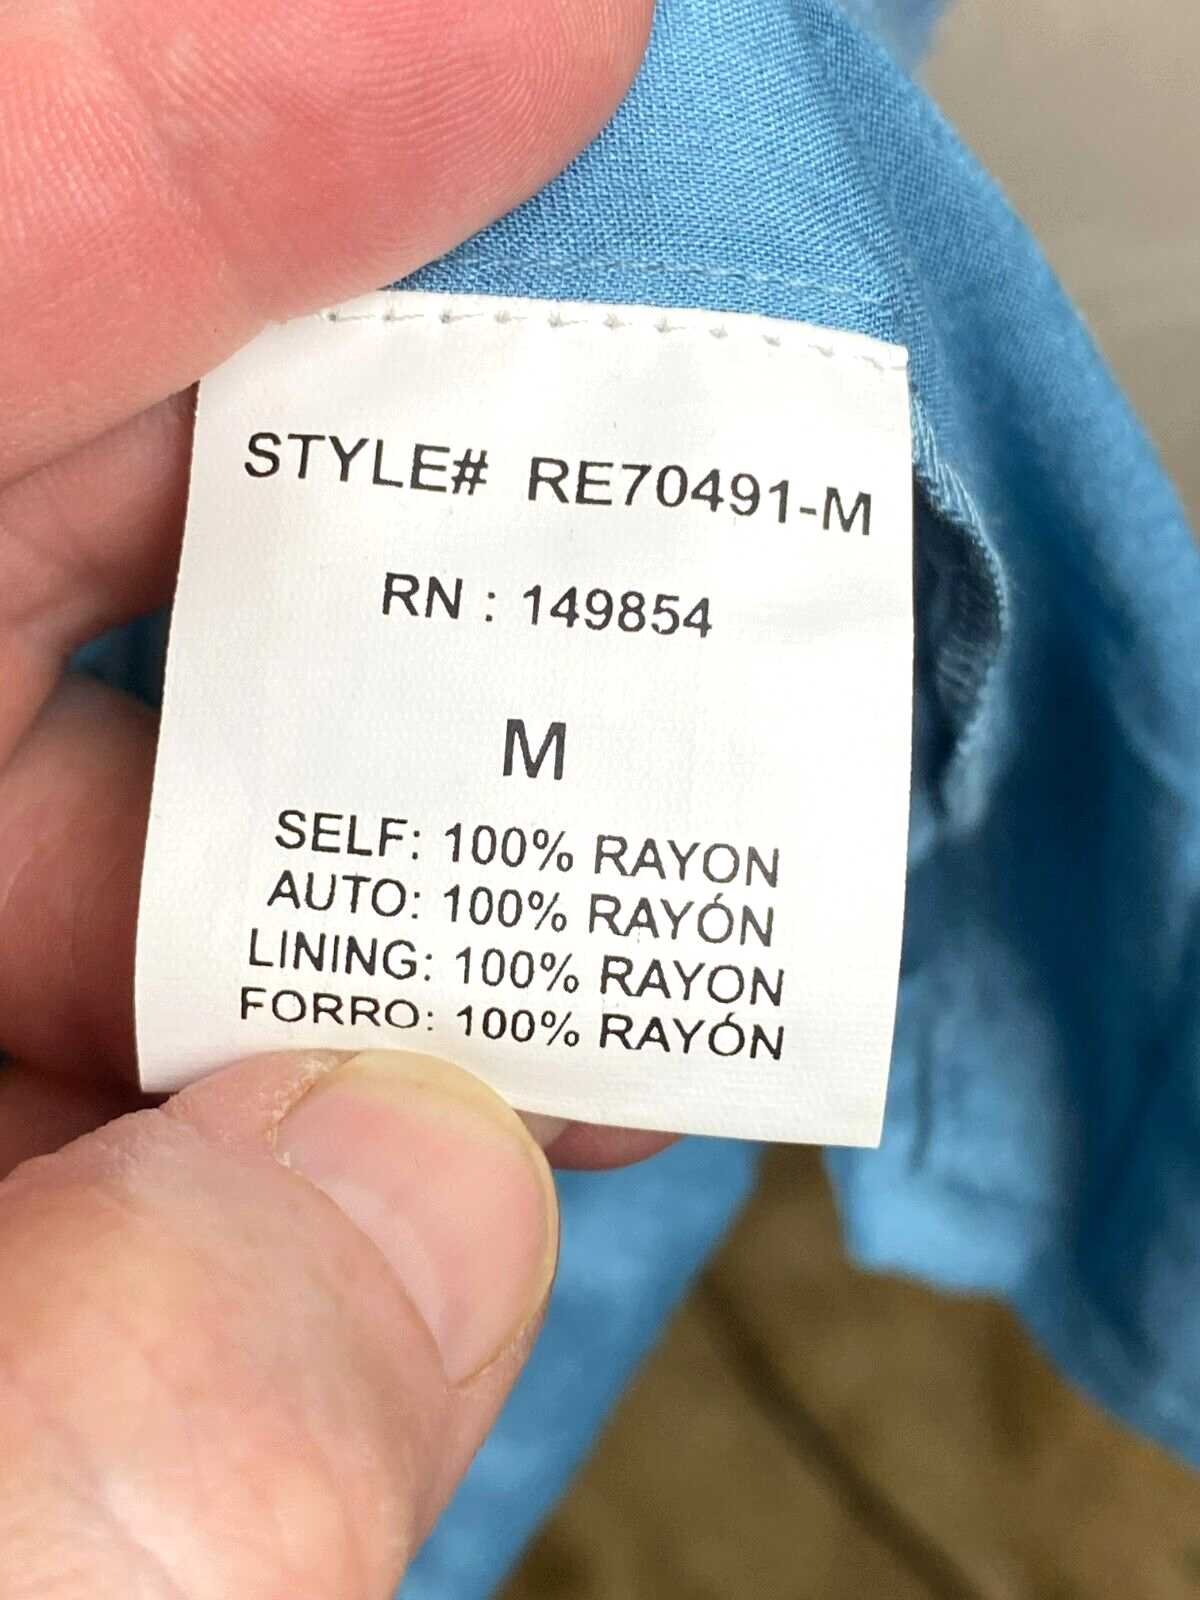 STYLE# RE70491-M
RN : 149854
M
SELF: 100% RAYON
AUTO: 100% RAYÓN
LINING: 100% RAYON
FORRO: 100% RAYÓN